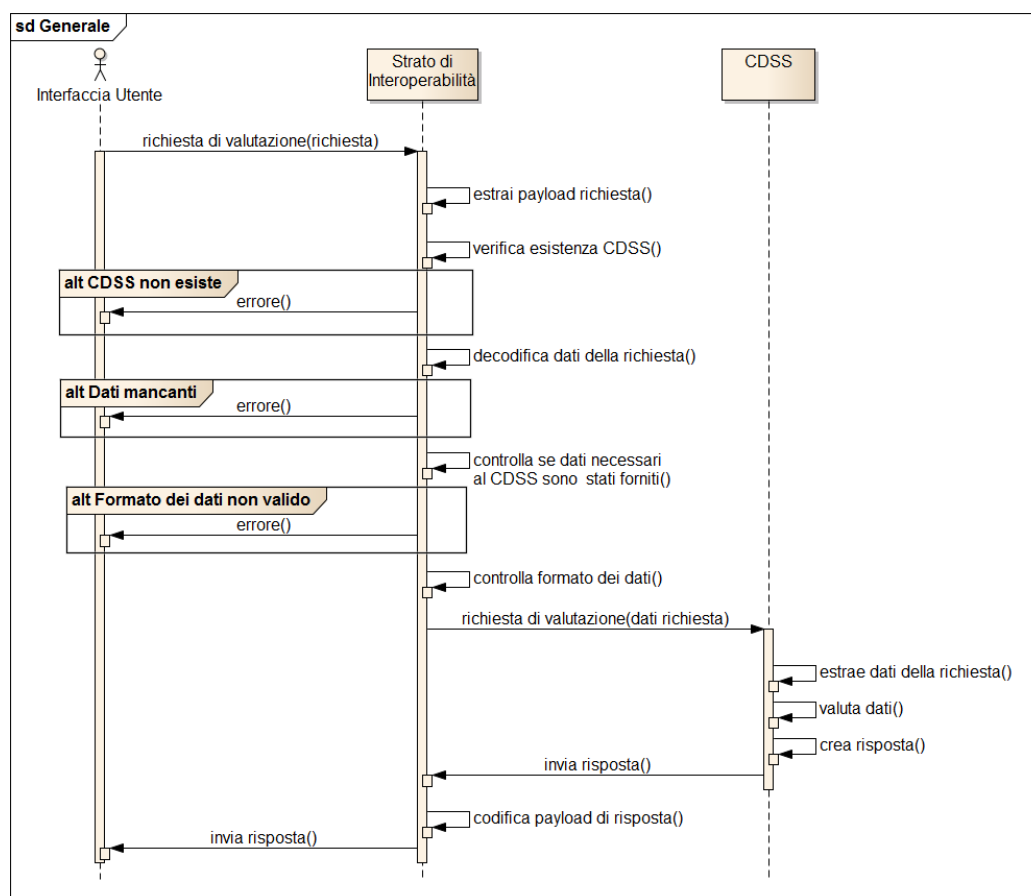 sd Generale
Interfaccia Utente
Strato di
Interoperabilità
CDSS
richiesta di valutazione(richiesta)
estrai payload richiesta()
verifica esistenza CDSS()
alt CDSS non esiste
errore()
decodifica dati della richiesta()
alt Dati mancanti
errore()
controlla se dati necessari
al CDSS sono stati forniti()
alt Formato dei dati non valido
errore()
controlla formato dei dati()
richiesta di valutazione(dati richiesta)
estrae dati della richiesta()
valuta dati()
crea risposta()
invia risposta()
codifica payload di risposta()
invia risposta()